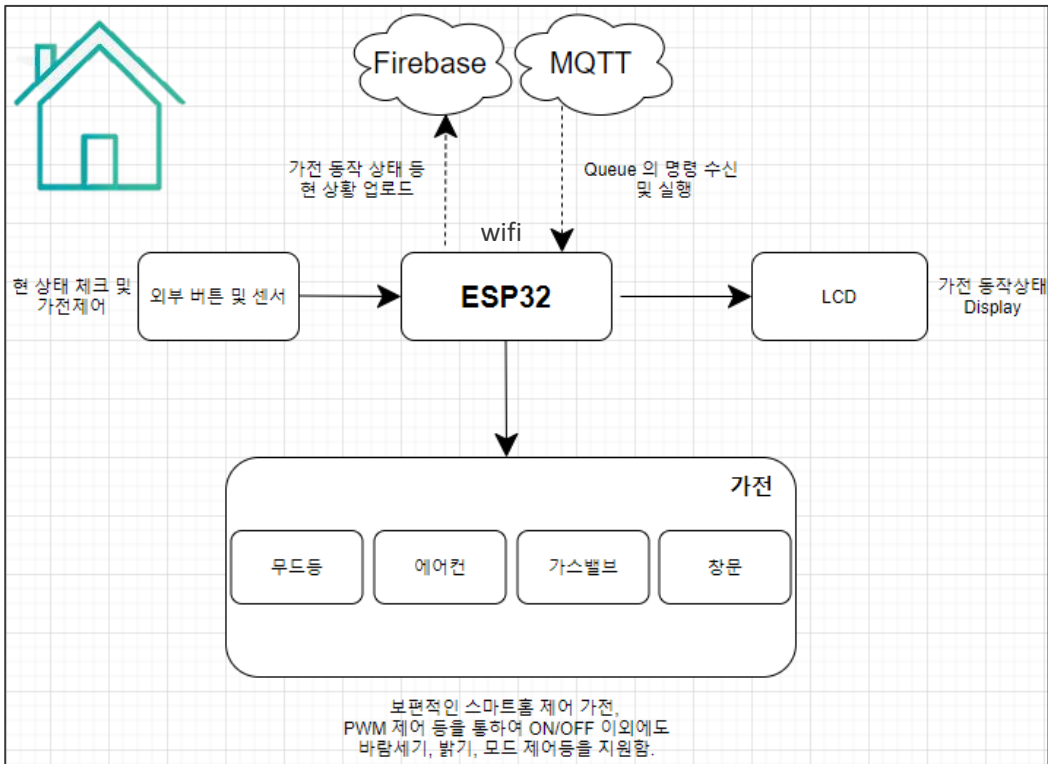 Firebase
MQTT
가전 동작 상태 등
현 상황 업로드
Queue 의 명령 수신
및 실행
wifi
현 상태 체크 및
가전제어
외부 버튼 및 센서
ESP32
LCD
가전 동작상태
Display
가전
무드등
에어컨
가스밸브
창문
보편적인 스마트홈 제어 가전,
PWM 제어 등을 통하여 ON/OFF 이외에도
바람세기, 밝기, 모드 제어등을 지원함.